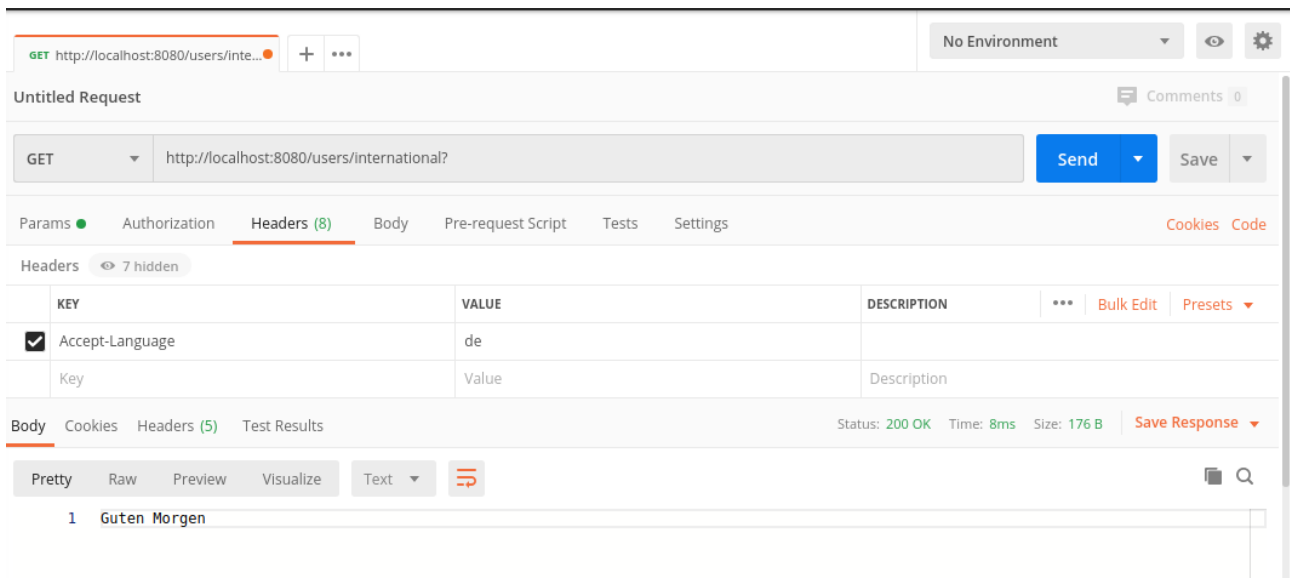 GET http://localhost:8080/users/inte...
No Environment
Untitled Request
Comments 0
GET http://localhost:8080/users/international?
Send
Save
Params Authorization Headers (8) Body Pre-request Script Tests Settings
Cookies Code
Headers 7 hidden
KEY VALUE DESCRIPTION Bulk Edit Presets
Accept-Language de
Key Value Description
Body Cookies Headers (5) Test Results
Status: 200 OK Time: 8ms Size: 176 B Save Response
Pretty Raw Preview Visualize Text
1 Guten Morgen